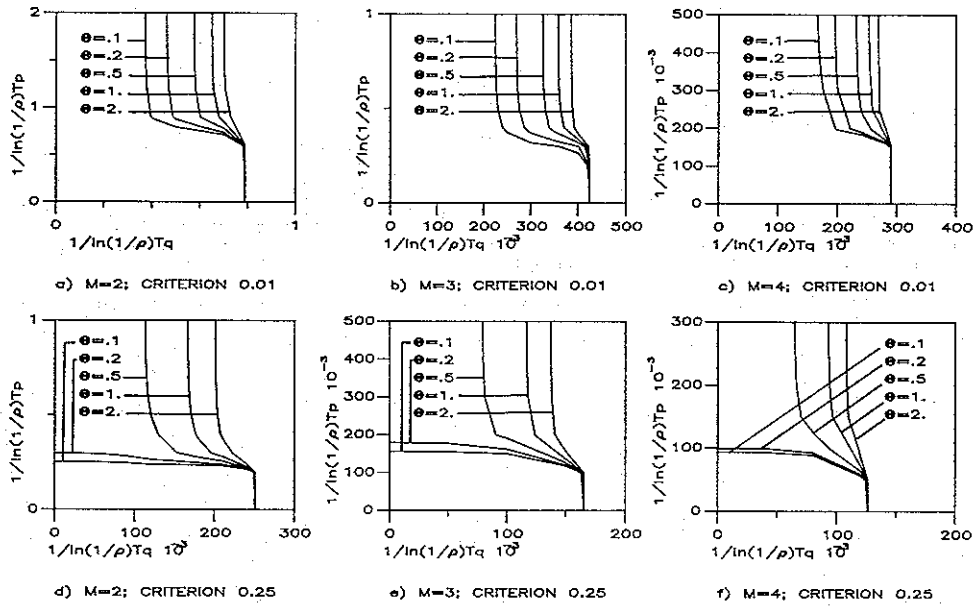 2
1
0
1/ln(1/ρ)Tp
Θ=.1
Θ=.2
Θ=.5
Θ=1.
Θ=2.
0
1
1/ln(1/ρ)Tq
a) M=2; CRITERION 0.01
1
0
1/ln(1/ρ)Tp
Θ=.1
Θ=.2
Θ=.5
Θ=1.
Θ=2.
0 100 200 300 400 500
1/ln(1/ρ)Tq 10⁻³
b) M=3; CRITERION 0.01
500
400
300
200
100
0
1/ln(1/ρ)Tp 10⁻³
Θ=.1
Θ=.2
Θ=.5
Θ=1.
Θ=2.
0 100 200 300 400
1/ln(1/ρ)Tq 10⁻³
c) M=4; CRITERION 0.01
1
0
1/ln(1/ρ)Tp
Θ=.1
Θ=.2
Θ=.5
Θ=1.
Θ=2.
0 100 200 300
1/ln(1/ρ)Tq 10⁻³
d) M=2; CRITERION 0.25
500
400
300
200
100
0
1/ln(1/ρ)Tp 10⁻³
Θ=.1
Θ=.2
Θ=.5
Θ=1.
Θ=2.
0 100 200
1/ln(1/ρ)Tq 10⁻³
e) M=3; CRITERION 0.25
300
200
100
0
1/ln(1/ρ)Tp 10⁻³
Θ=.1
Θ=.2
Θ=.5
Θ=1.
Θ=2.
0 100 200
1/ln(1/ρ)Tq 10⁻³
f) M=4; CRITERION 0.25